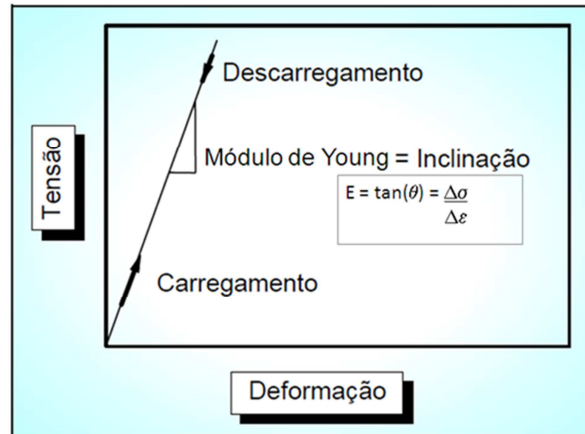 Descarregamento
Tensão
Módulo de Young = Inclinação
E = tan(θ) = Δσ
Δε
Carregamento
Deformação